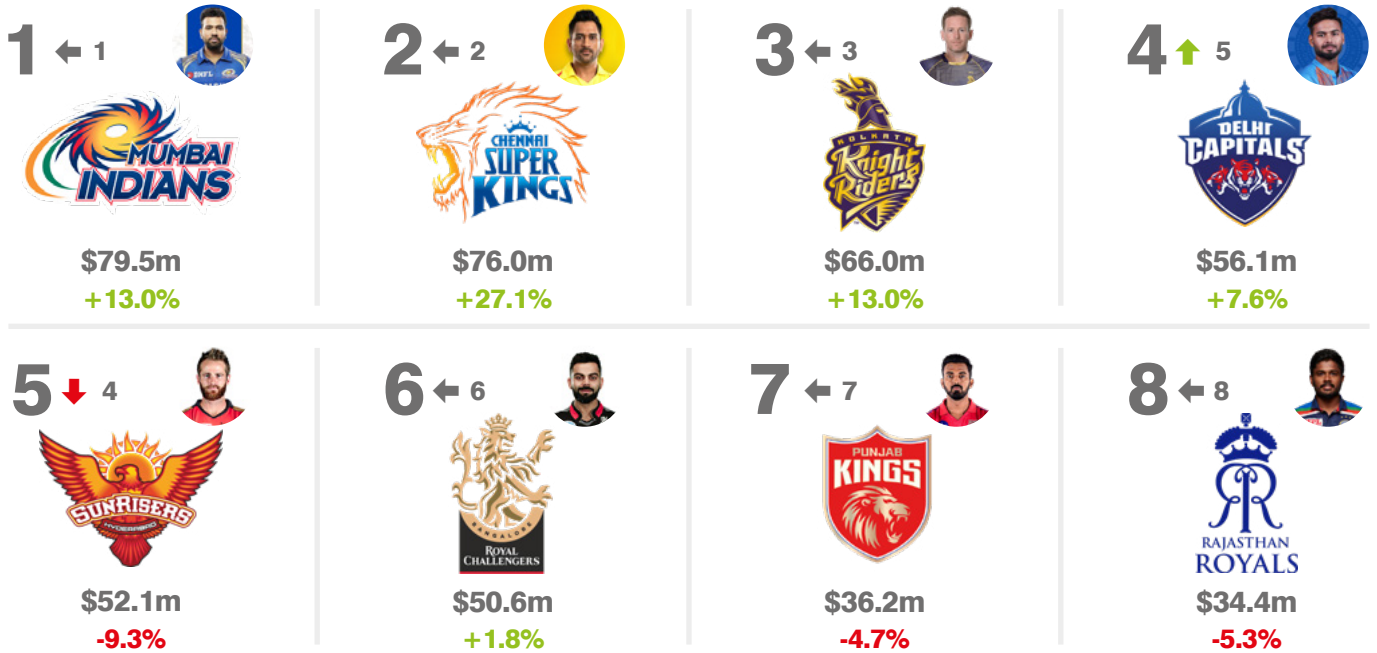 1 1
MUMBAI
INDIANS
$79.5m
+13.0%
2 2
CHENNAI
SUPER
KINGS
$76.0m
+27.1%
3 3
KOLKATA
Knight
Riders
$66.0m
+13.0%
4 5
DELHI
CAPITALS
$56.1m
+7.6%
5 4
SUNRISERS
HYDERABAD
$52.1m
-9.3%
6 6
BANGALORE
ROYAL
CHALLENGERS
$50.6m
+1.8%
7 7
PUNJAB
KINGS
$36.2m
-4.7%
8 8
RAJASTHAN
ROYALS
$34.4m
-5.3%